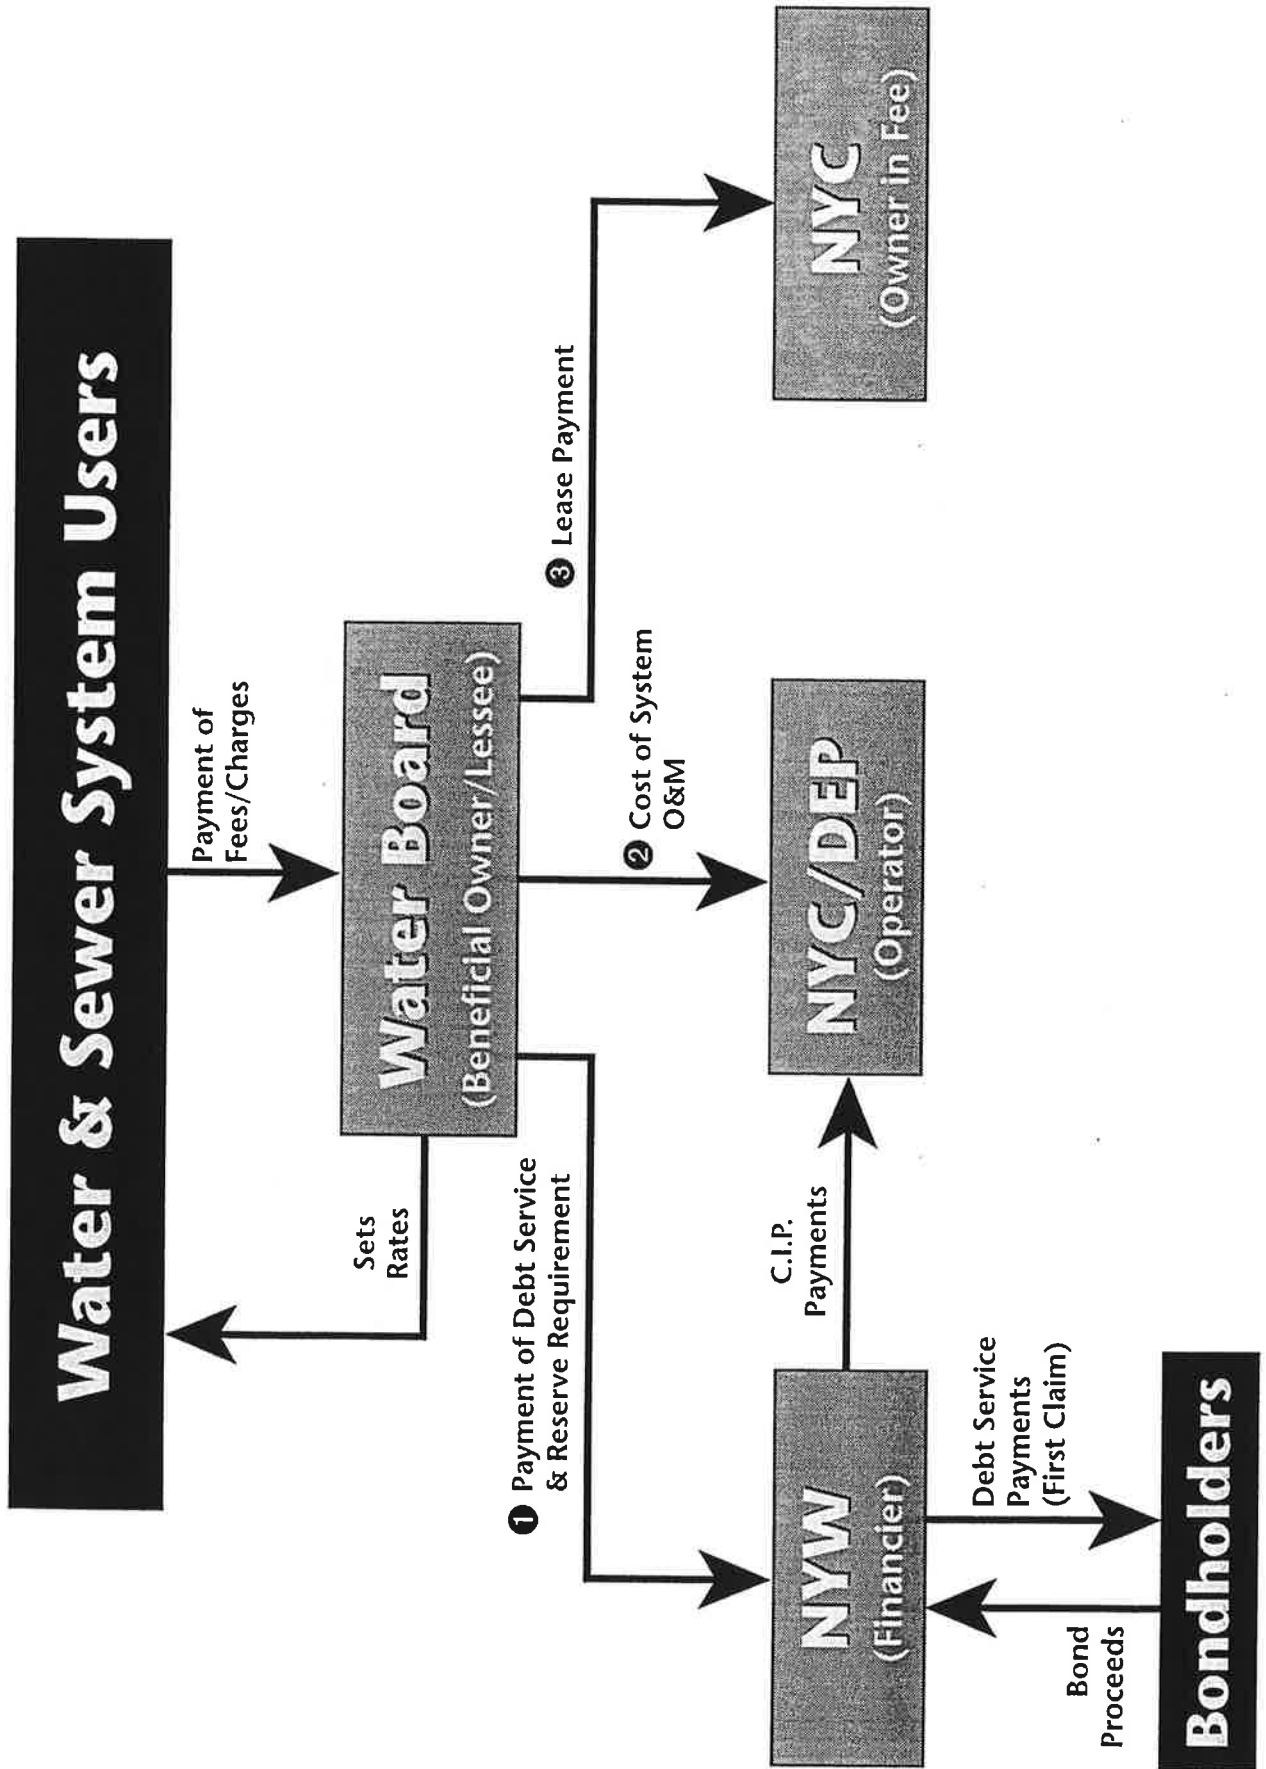 Water & Sewer System Users
Payment of
Fees/Charges
Sets
Rates
Water Board
(Beneficial Owner/Lessee)
❶ Payment of Debt Service
& Reserve Requirement
❷ Cost of System
O&M
❸ Lease Payment
NYW
(Financier)
C.I.P.
Payments
NYC/DEP
(Operator)
NYC
(Owner in Fee)
Bond
Proceeds
Debt Service
Payments
(First Claim)
Bondholders